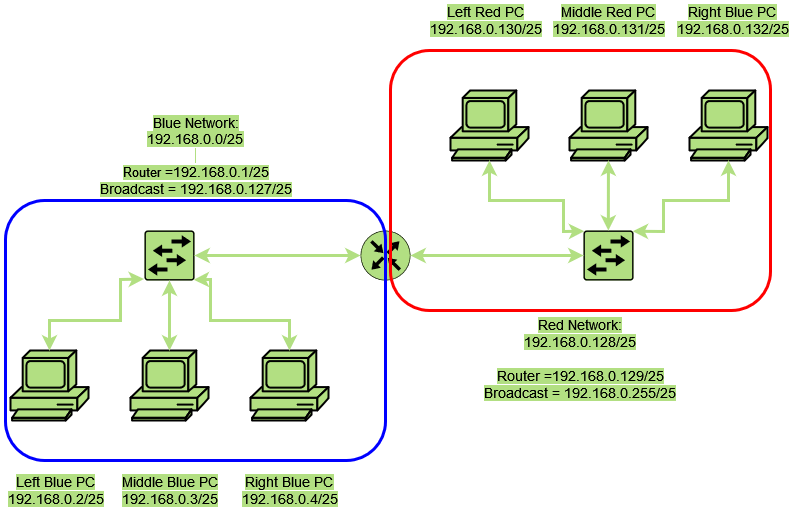 Left Red PC
192.168.0.130/25
Middle Red PC
192.168.0.131/25
Right Blue PC
192.168.0.132/25
Blue Network:
192.168.0.0/25
Router =192.168.0.1/25
Broadcast = 192.168.0.127/25
Red Network:
192.168.0.128/25
Router =192.168.0.129/25
Broadcast = 192.168.0.255/25
Left Blue PC
192.168.0.2/25
Middle Blue PC
192.168.0.3/25
Right Blue PC
192.168.0.4/25